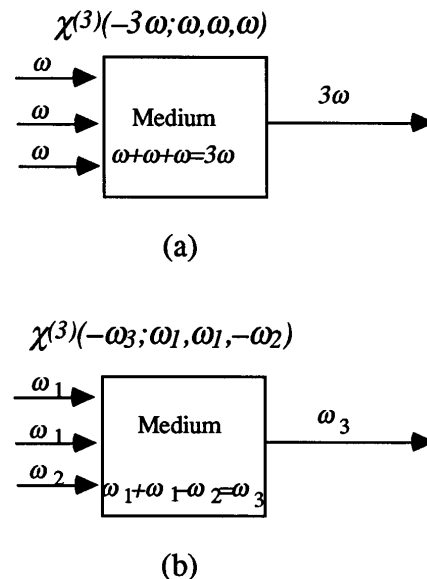 χ⁽³⁾(−3ω;ω,ω,ω)
ω
ω
ω
Medium
ω+ω+ω=3ω
3ω
(a)
χ⁽³⁾(−ω₃;ω₁,ω₁,−ω₂)
ω₁
ω₁
ω₂
Medium
ω₁+ω₁-ω₂=ω₃
ω₃
(b)